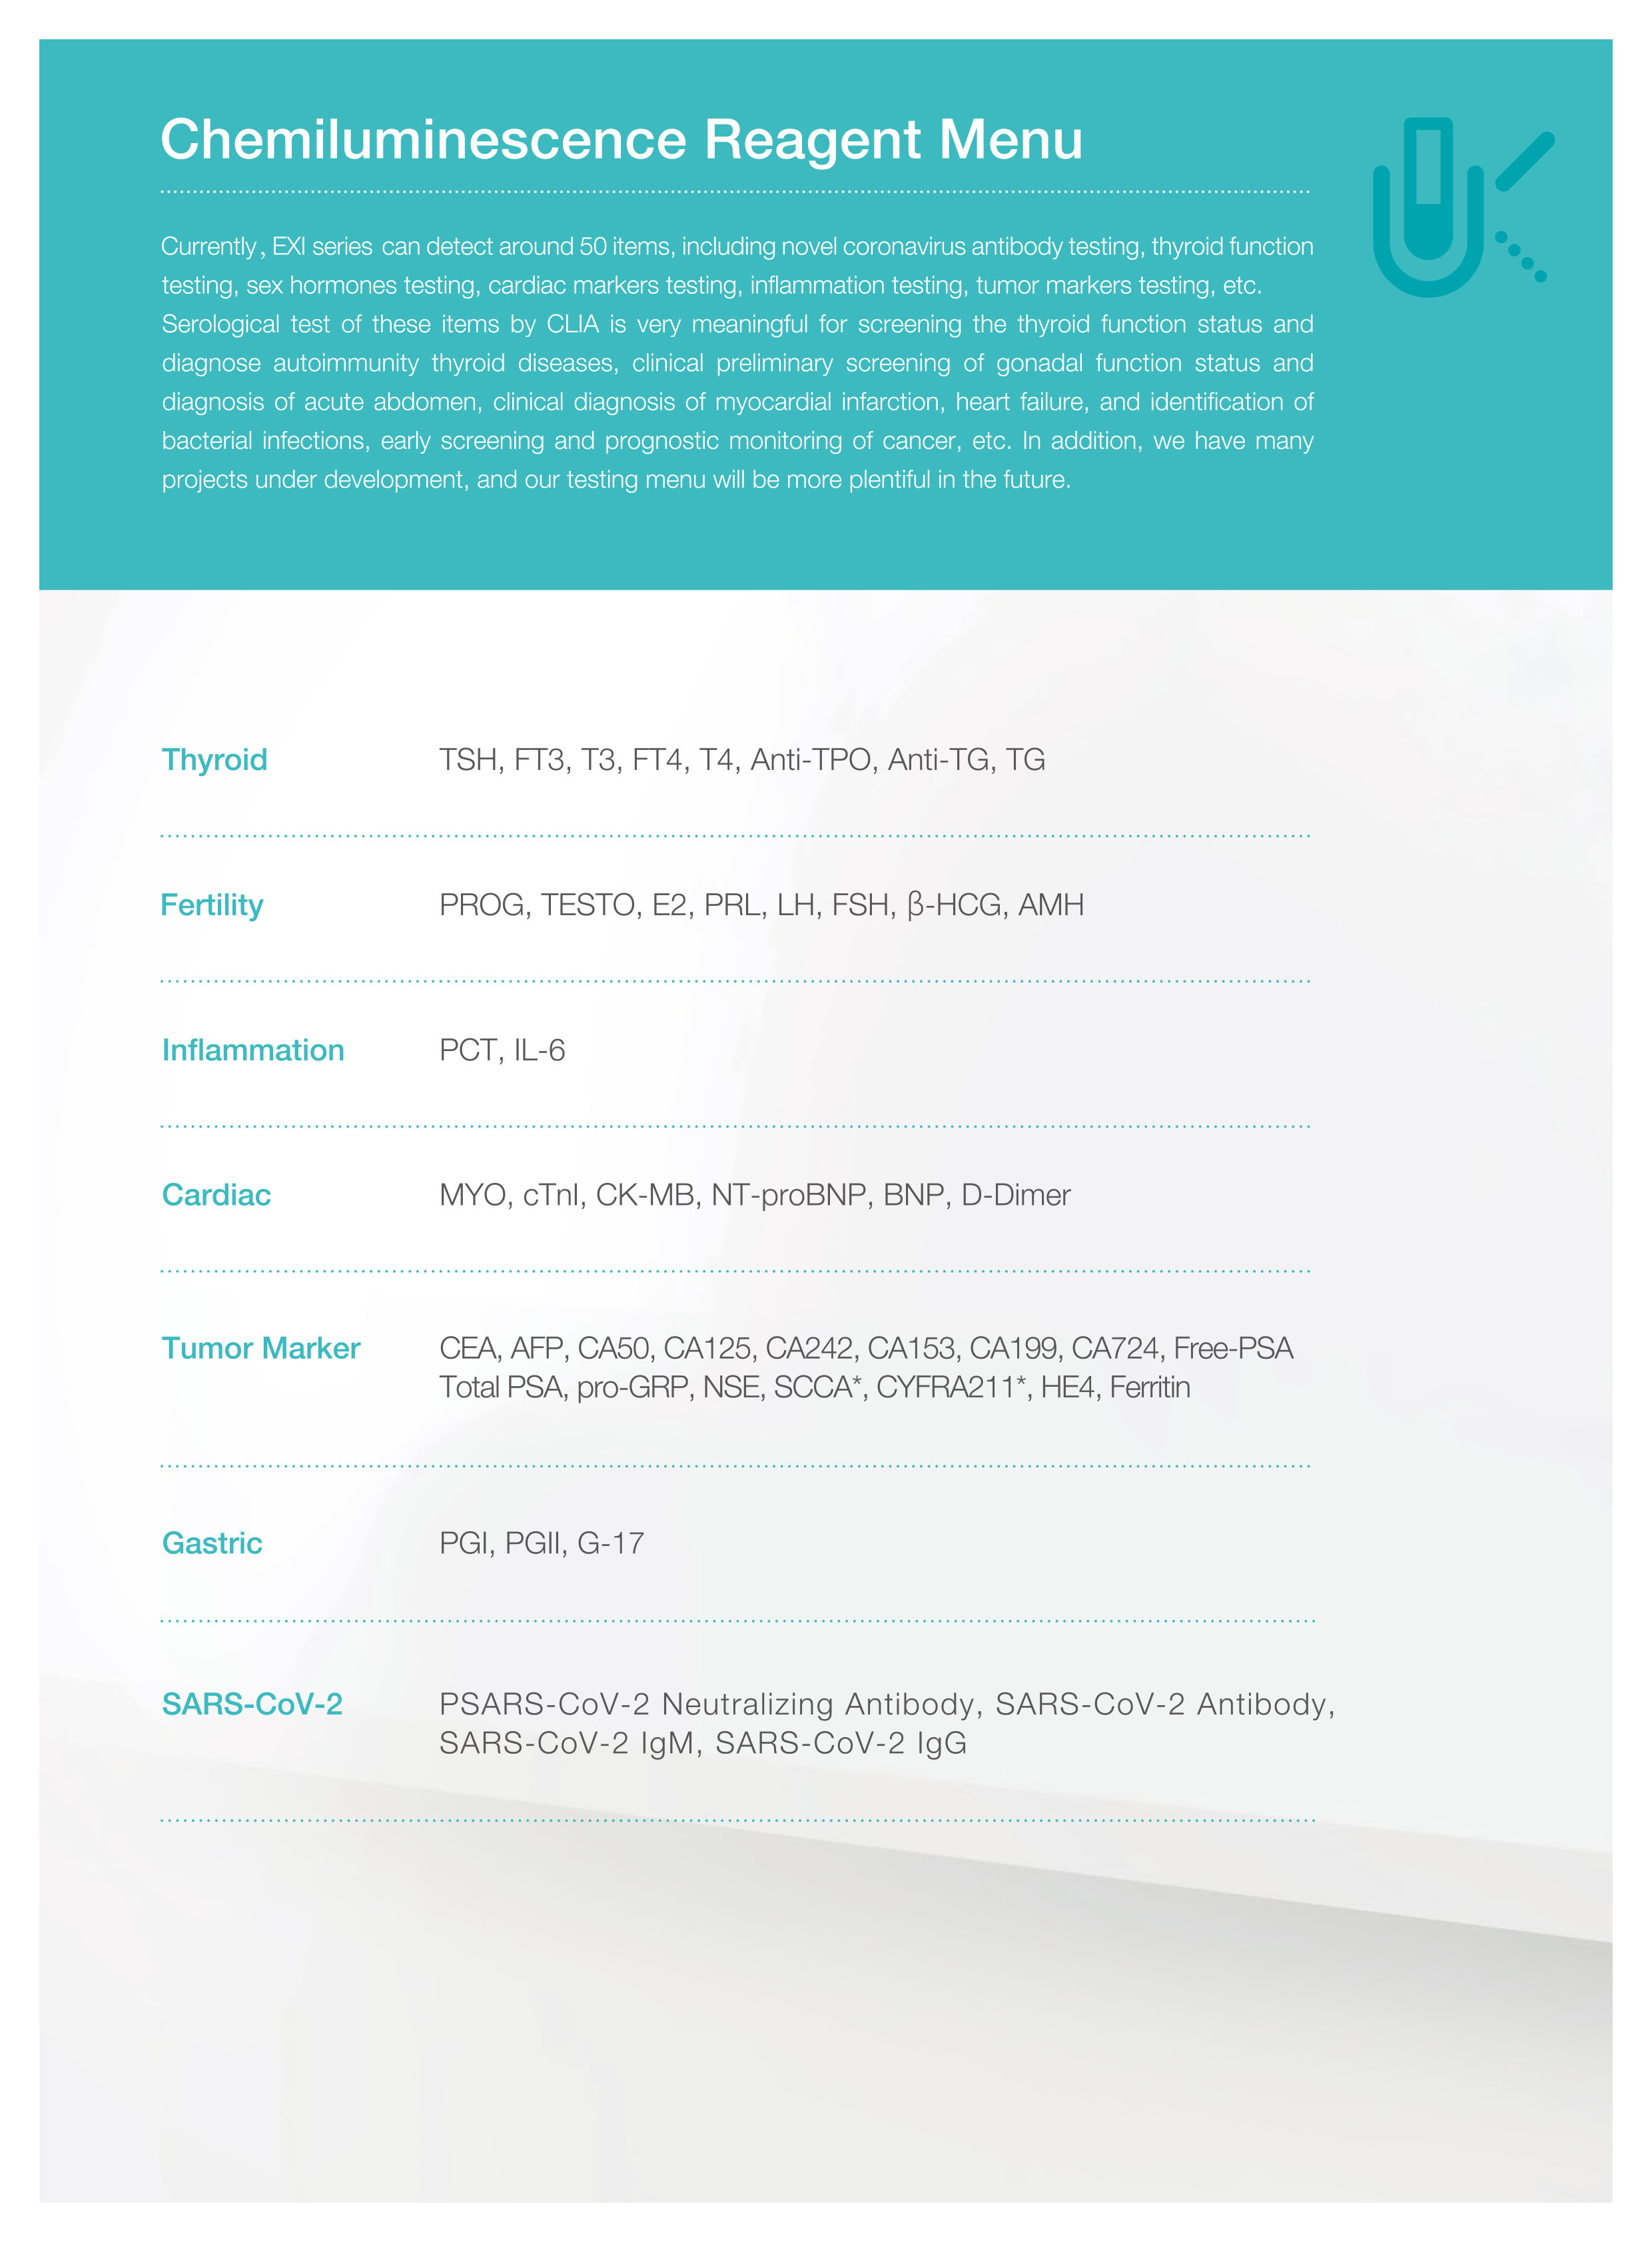 Chemiluminescence Reagent Menu
Currently, EXI series can detect around 50 items, including novel coronavirus antibody testing, thyroid function
testing, sex hormones testing, cardiac markers testing, inflammation testing, tumor markers testing, etc.
Serological test of these items by CLIA is very meaningful for screening the thyroid function status and
diagnose autoimmunity thyroid diseases, clinical preliminary screening of gonadal function status and
diagnosis of acute abdomen, clinical diagnosis of myocardial infarction, heart failure, and identification of
bacterial infections, early screening and prognostic monitoring of cancer, etc. In addition, we have many
projects under development, and our testing menu will be more plentiful in the future.
Thyroid TSH, FT3, T3, FT4, T4, Anti-TPO, Anti-TG, TG
Fertility PROG, TESTO, E2, PRL, LH, FSH, β-HCG, AMH
Inflammation PCT, IL-6
Cardiac MYO, cTnI, CK-MB, NT-proBNP, BNP, D-Dimer
Tumor Marker CEA, AFP, CA50, CA125, CA242, CA153, CA199, CA724, Free-PSA
Total PSA, pro-GRP, NSE, SCCA*, CYFRA211*, HE4, Ferritin
Gastric PGI, PGII, G-17
SARS-CoV-2 PSARS-CoV-2 Neutralizing Antibody, SARS-CoV-2 Antibody,
SARS-CoV-2 IgM, SARS-CoV-2 IgG